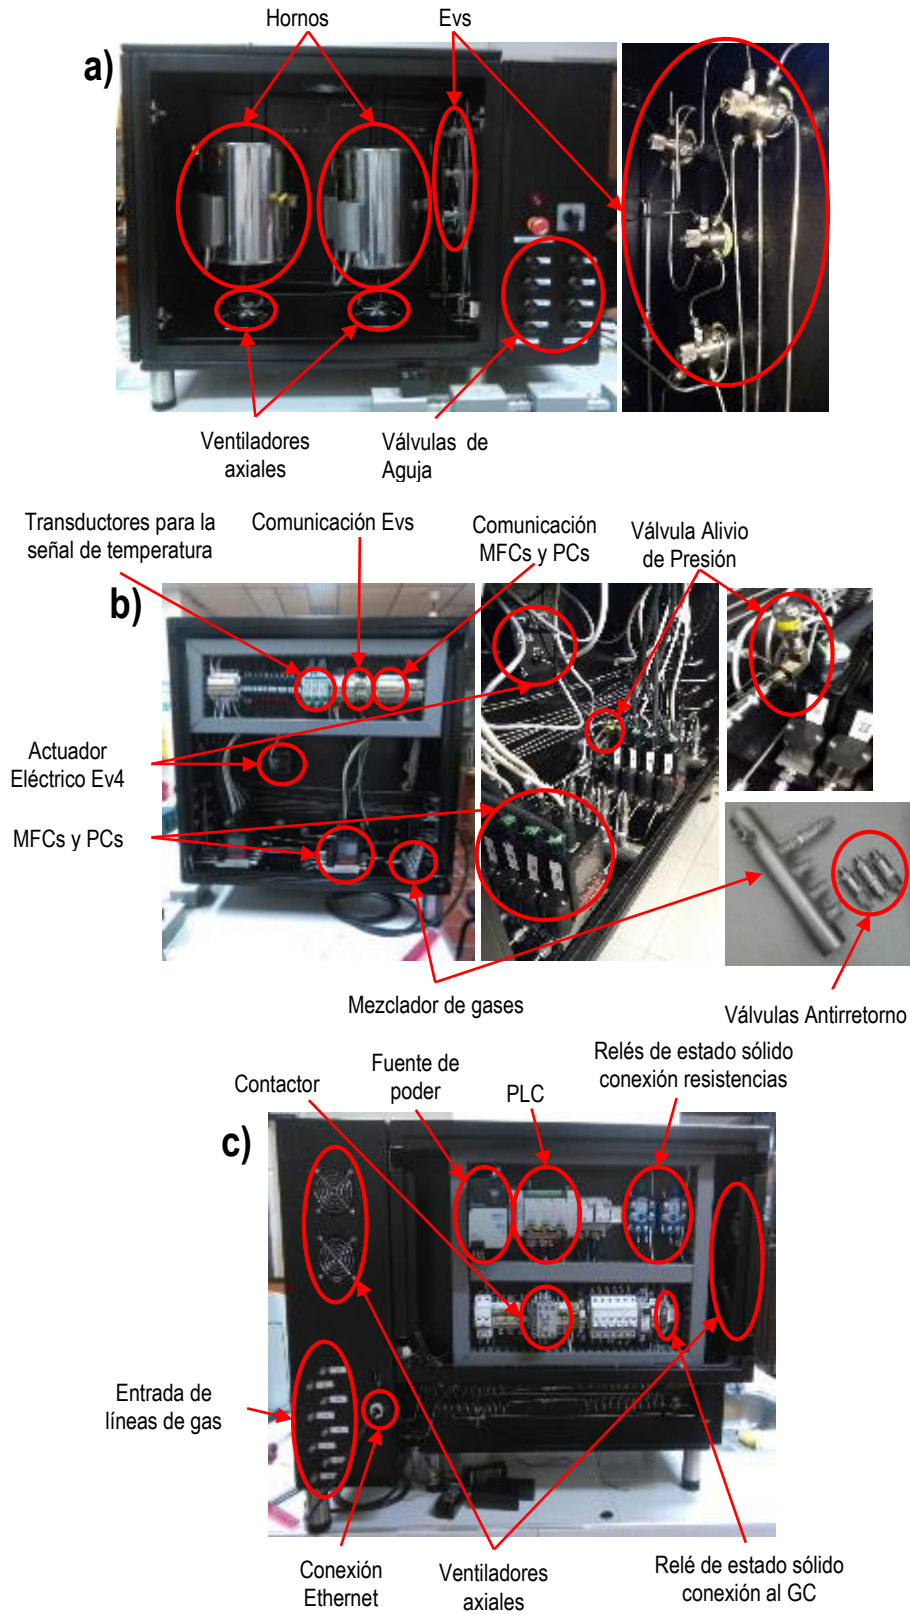 Hornos
Evs
a)
Ventiladores
axiales
Válvulas de
Aguja
Transductores para la
señal de temperatura
Comunicación Evs
Comunicación
MFCs y PCs
Válvula Alivio
de Presión
b)
Actuador
Eléctrico Ev4
MFCs y PCs
Mezclador de gases
Válvulas Antirretorno
Contactor
Fuente de
poder
PLC
Relés de estado sólido
conexión resistencias
c)
Entrada de
líneas de gas
Conexión
Ethernet
Ventiladores
axiales
Relé de estado sólido
conexión al GC